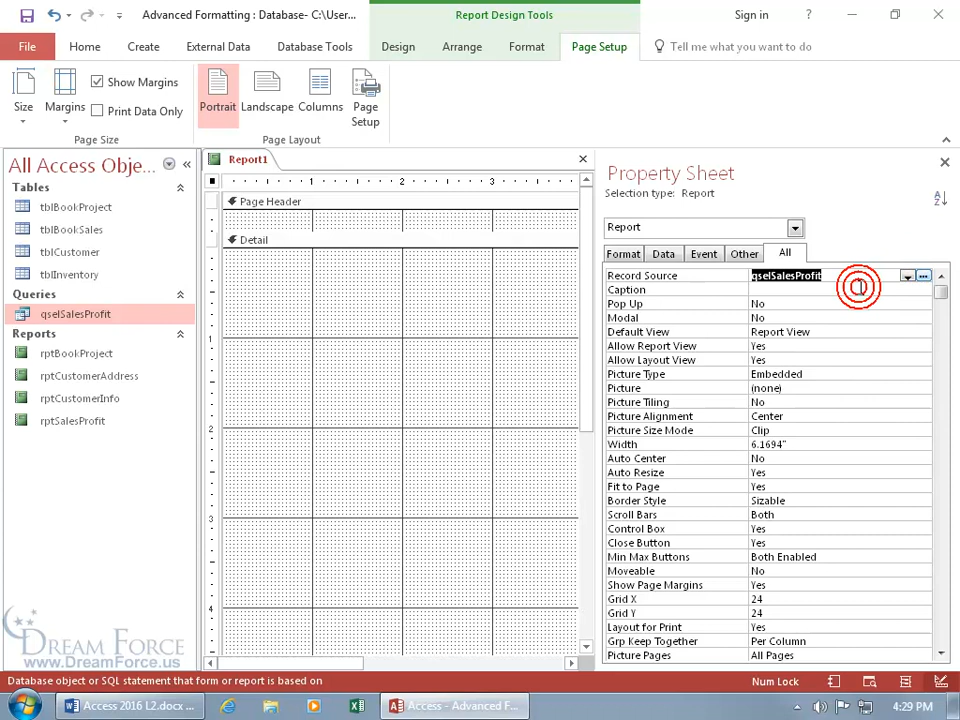 Advanced Formatting : Database- C:\User...
Report Design Tools
Sign in
?
File
Home
Create
External Data
Database Tools
Design
Arrange
Format
Page Setup
Tell me what you want to do
Size
Margins
Show Margins
Print Data Only
Page Size
Portrait
Landscape
Columns
Page Setup
Page Layout
All Access Obje...
Tables
tblBookProject
tblBookSales
tblCustomer
tblInventory
Queries
qselSalesProfit
Reports
rptBookProject
rptCustomerAddress
rptCustomerInfo
rptSalesProfit
Report1
1 2 3
Page Header
Detail
1
2
3
4
Property Sheet
Selection type: Report
Report
Format Data Event Other All
Record Source qselSalesProfit
Caption
Pop Up No
Modal No
Default View Report View
Allow Report View Yes
Allow Layout View Yes
Picture Type Embedded
Picture (none)
Picture Tiling No
Picture Alignment Center
Picture Size Mode Clip
Width 6.1694"
Auto Center No
Auto Resize Yes
Fit to Page Yes
Border Style Sizable
Scroll Bars Both
Control Box Yes
Close Button Yes
Min Max Buttons Both Enabled
Moveable No
Show Page Margins Yes
Grid X 24
Grid Y 24
Layout for Print Yes
Grp Keep Together Per Column
Picture Pages All Pages
DREAM FORCE
www.DreamForce.us
Database object or SQL statement that form or report is based on
Num Lock
Access 2016 L2.docx ...
Access - Advanced F...
4:29 PM